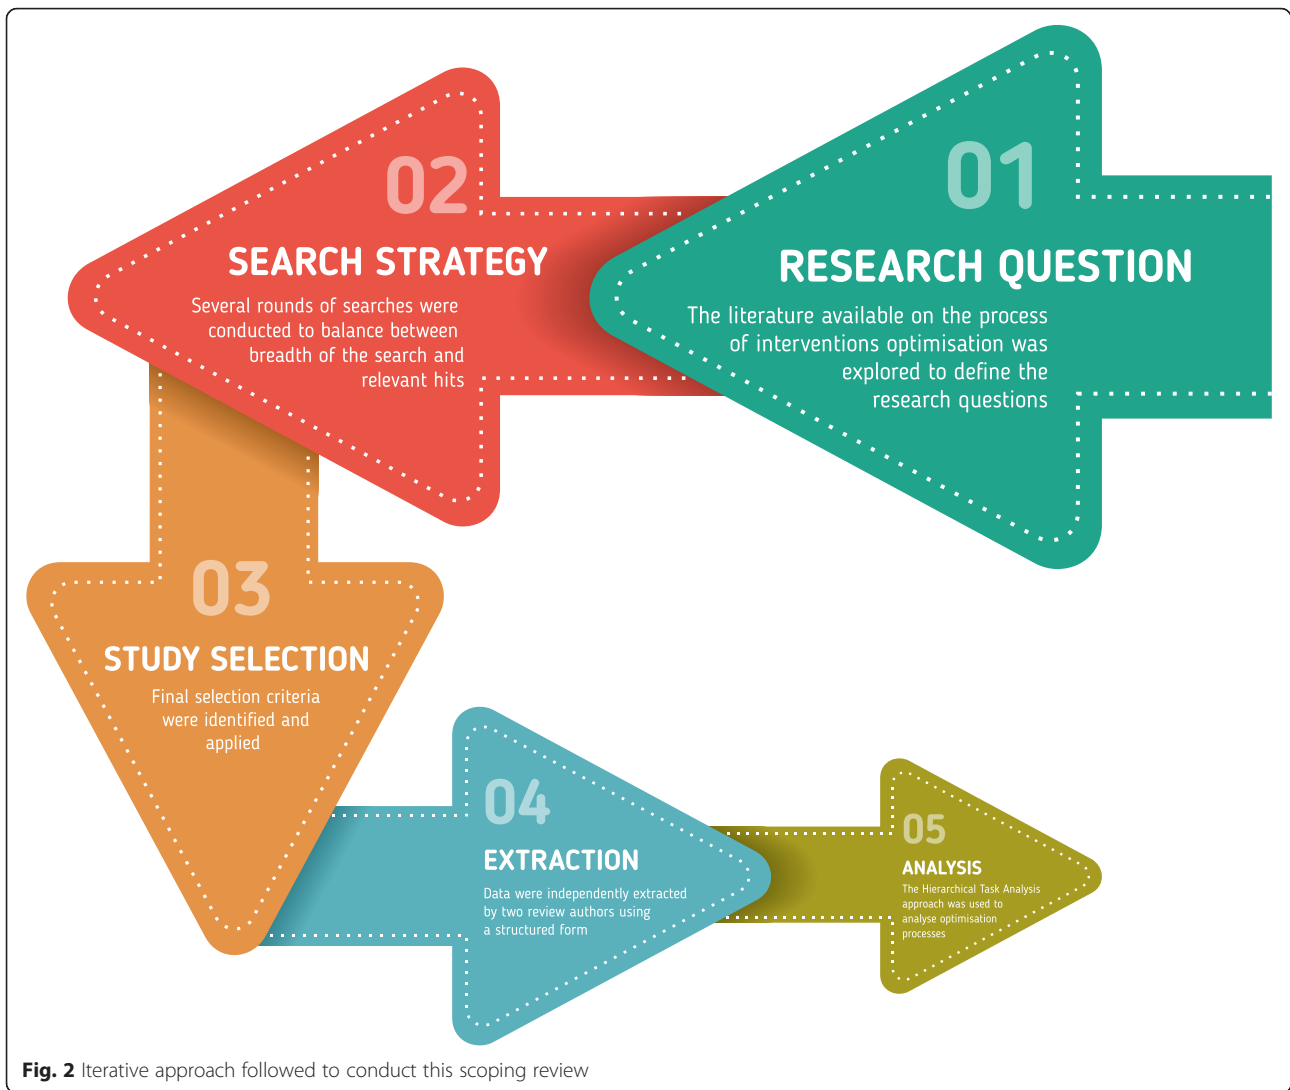 01
RESEARCH QUESTION
The literature available on the process
of interventions optimisation was
explored to define the
research questions
02
SEARCH STRATEGY
Several rounds of searches were
conducted to balance between
breadth of the search and
relevant hits
03
STUDY SELECTION
Final selection criteria
were identified and
applied
04
EXTRACTION
Data were independently extracted
by two review authors using
a structured form
05
ANALYSIS
The Hierarchical Task Analysis
approach was used to
analyse optimisation
processes
Fig. 2 Iterative approach followed to conduct this scoping review